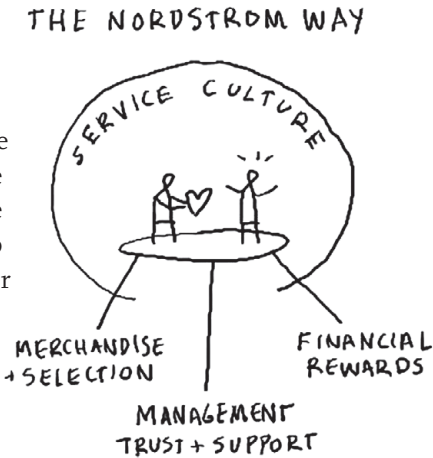 THE NORDSTROM WAY
SERVICE CULTURE
MERCHANDISE
+ SELECTION
FINANCIAL
REWARDS
MANAGEMENT
TRUST + SUPPORT